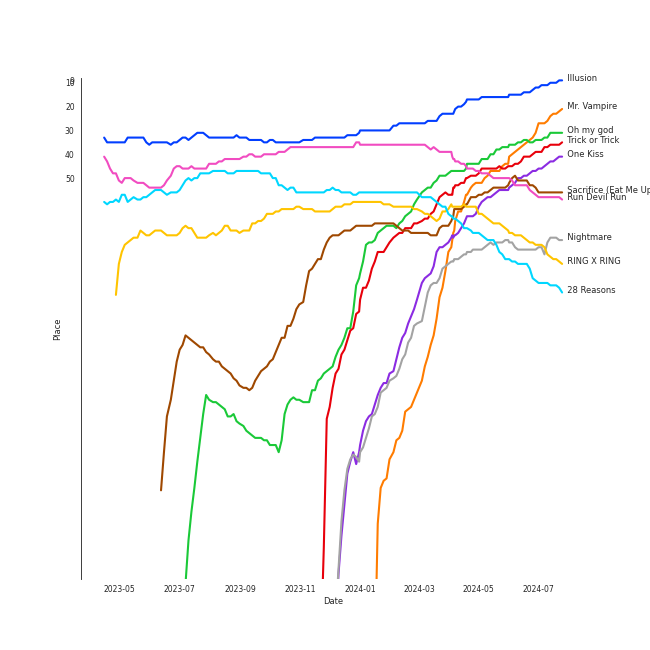 0
10
20
30
40
50
Place
2023-05
2023-07
2023-09
2023-11
2024-01
2024-03
2024-05
2024-07
Date
Illusion
Mr. Vampire
Oh my god
Trick or Trick
One Kiss
Sacrifice (Eat Me Up
Run Devil Run
Nightmare
RING X RING
28 Reasons